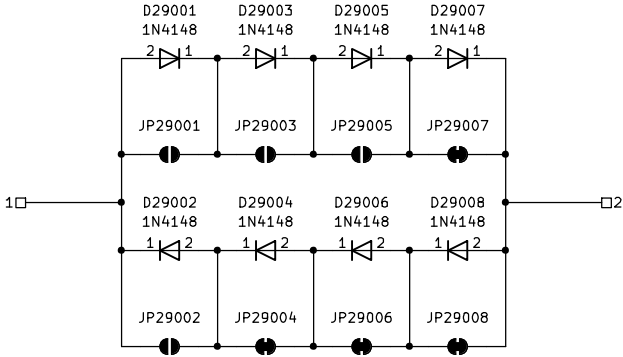 D29001 D29003 D29005 D29007
1N4148 1N4148 1N4148 1N4148
2 1 2 1 2 1 2 1
JP29001 JP29003 JP29005 JP29007
1 2
D29002 D29004 D29006 D29008
1N4148 1N4148 1N4148 1N4148
1 2 1 2 1 2 1 2
JP29002 JP29004 JP29006 JP29008